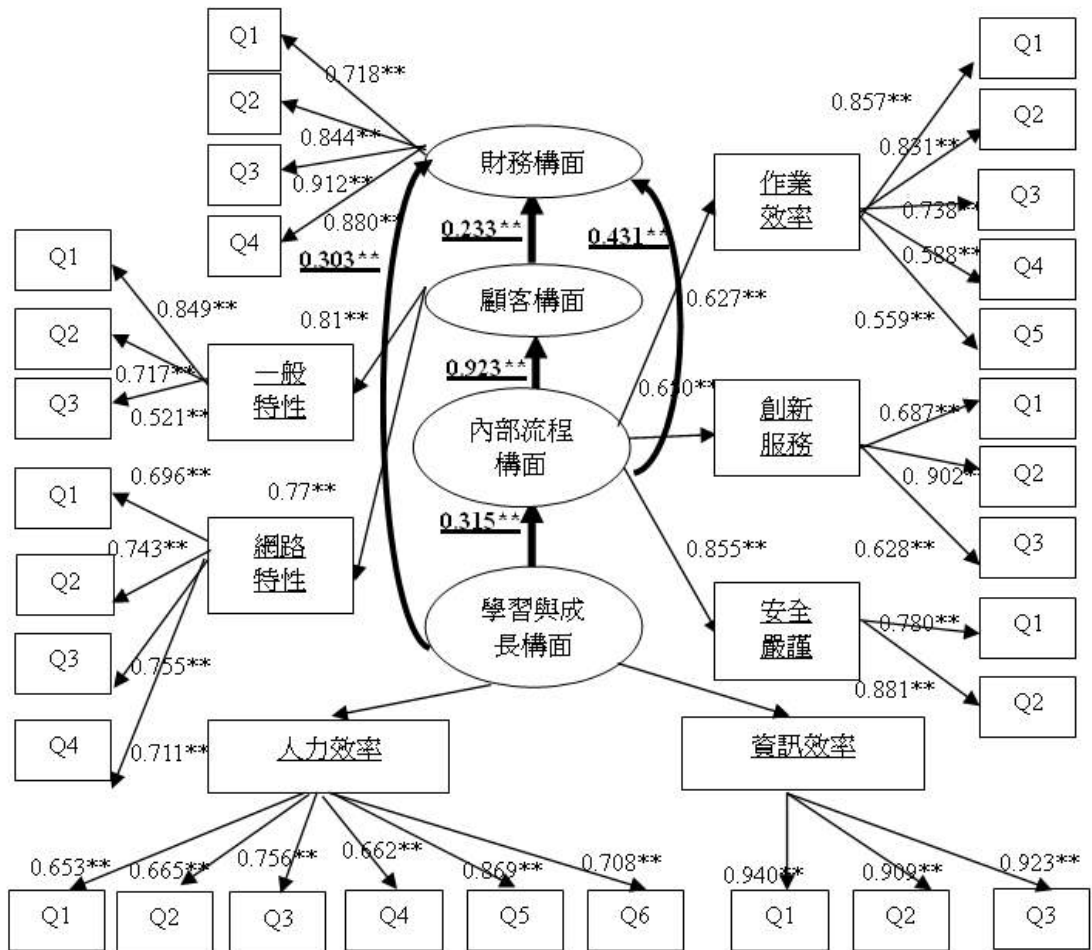 Q1
0.718**
Q2
0.844**
Q3
0.912**
Q4
0.880**
財務構面
0.303**
0.233**
0.431**
顧客構面
0.923**
內部流程
構面
0.315**
學習與成
長構面
0.81**
一般
特性
Q1
0.849**
Q2
0.717**
Q3
0.521**
0.77**
網路
特性
Q1
0.696**
Q2
0.743**
Q3
0.755**
Q4
0.711**
0.627**
作業
效率
Q1
0.857**
Q2
0.831**
Q3
0.738**
Q4
0.588**
Q5
0.559**
創新
服務
Q1
0.687**
Q2
0. 902**
Q3
0.628**
0.855**
安全
嚴謹
Q1
0.780**
Q2
0.881**
人力效率
0.653**
0.665**
0.756**
0.662**
0.869**
0.708**
Q1
Q2
Q3
Q4
Q5
Q6
資訊效率
0.940**
0.909**
0.923**
Q1
Q2
Q3